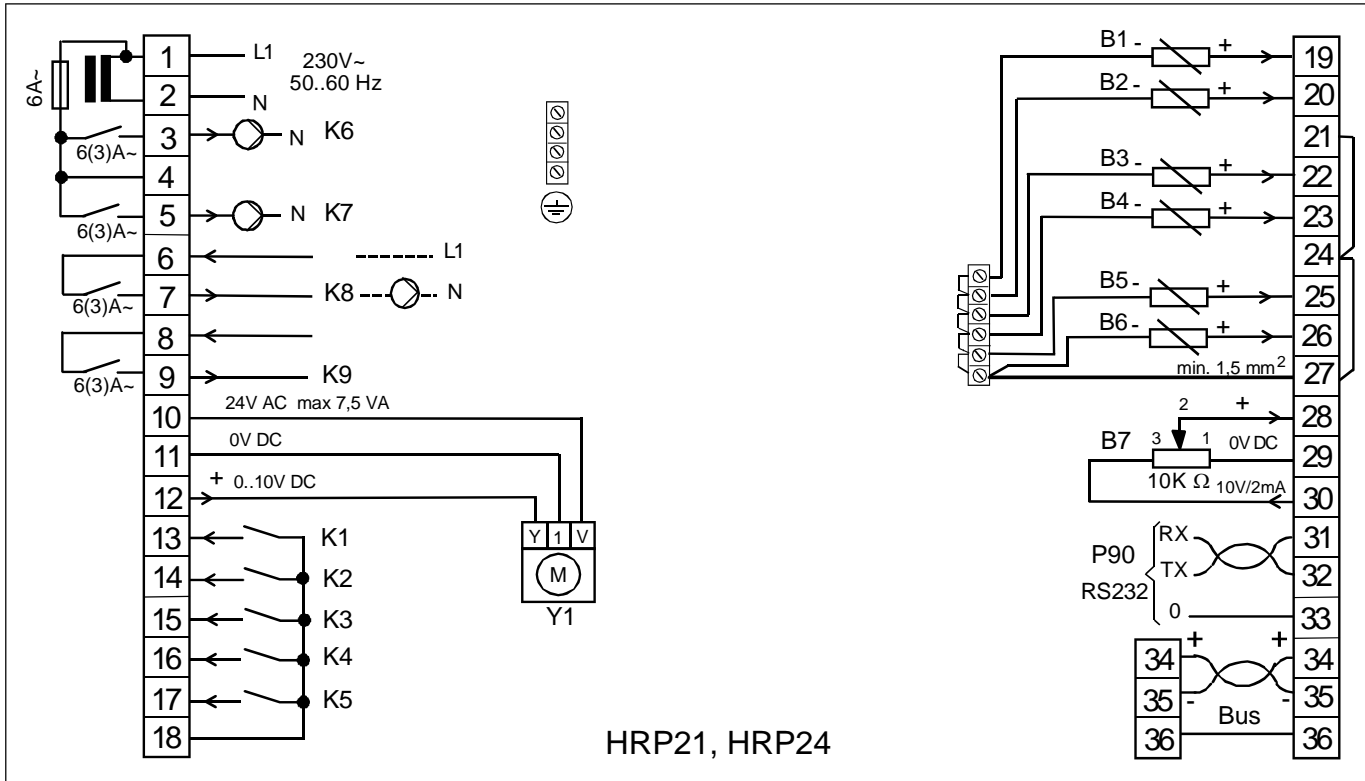 1 L1
230V~
50..60 Hz
2 N
6A~
3 N K6
6(3)A~
4
5 N K7
6(3)A~
6 L1
7 K8 N
6(3)A~
8
9 K9
6(3)A~
10 24V AC max 7,5 VA
11 0V DC
12 + 0..10V DC
13 K1
14 K2
15 K3
16 K4
17 K5
18
Y 1 V
M
Y1
B1 - + 19
B2 - + 20
21
B3 - + 22
B4 - + 23
24
B5 - + 25
B6 - + 26
min. 1,5 mm2 27
2 + 28
B7 3 1 0V DC 29
10K Ω 10V/2mA 30
P90
RS232
RX 31
TX 32
0 33
34 + + 34
35 - - 35
Bus
36 36
HRP21, HRP24